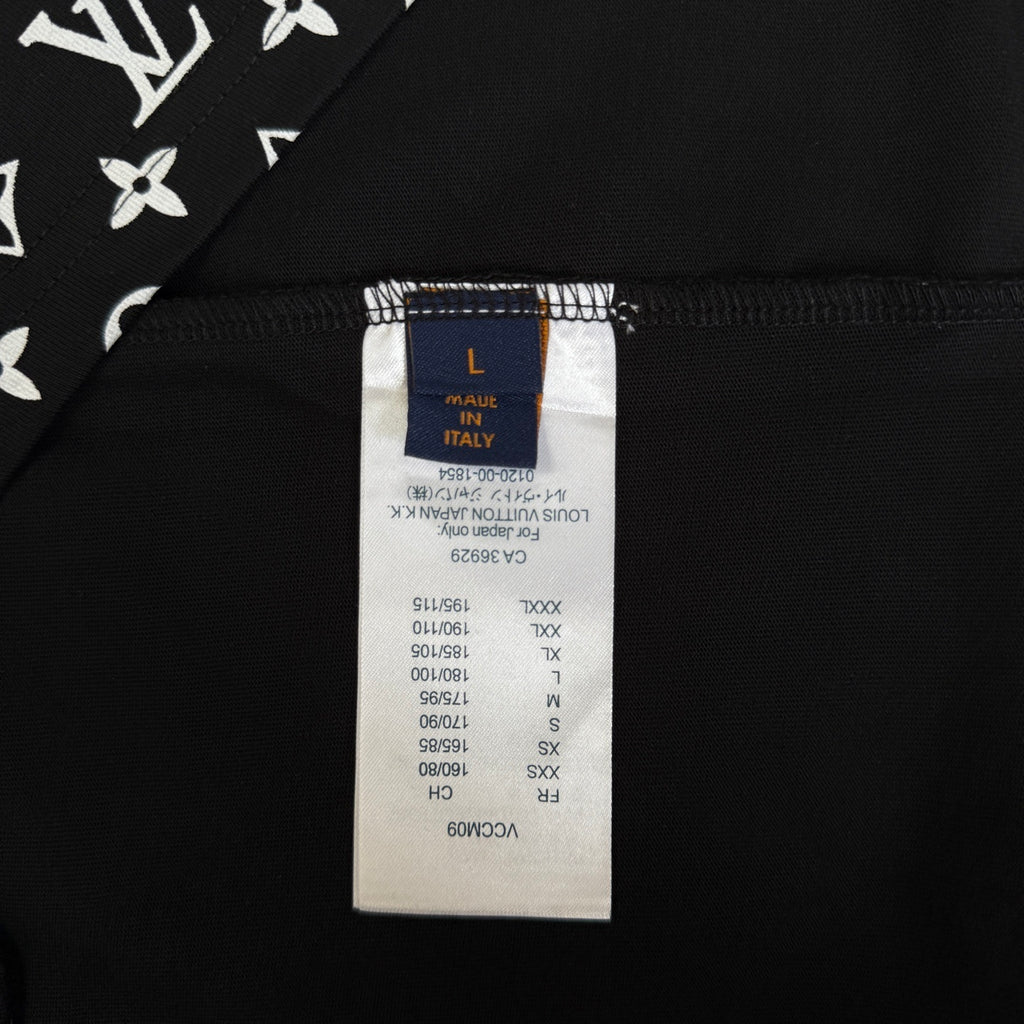 LV
L
MADE
IN
ITALY
VCCM09
FR CH
XXS 160/80
XS 165/85
S 170/90
M 175/95
L 180/100
XL 185/105
XXL 190/110
XXXL 195/115
CA 36929
For Japan only:
LOUIS VUITTON JAPAN K.K.
ルイ・ヴィトン ジャパン(株)
0120-00-1854